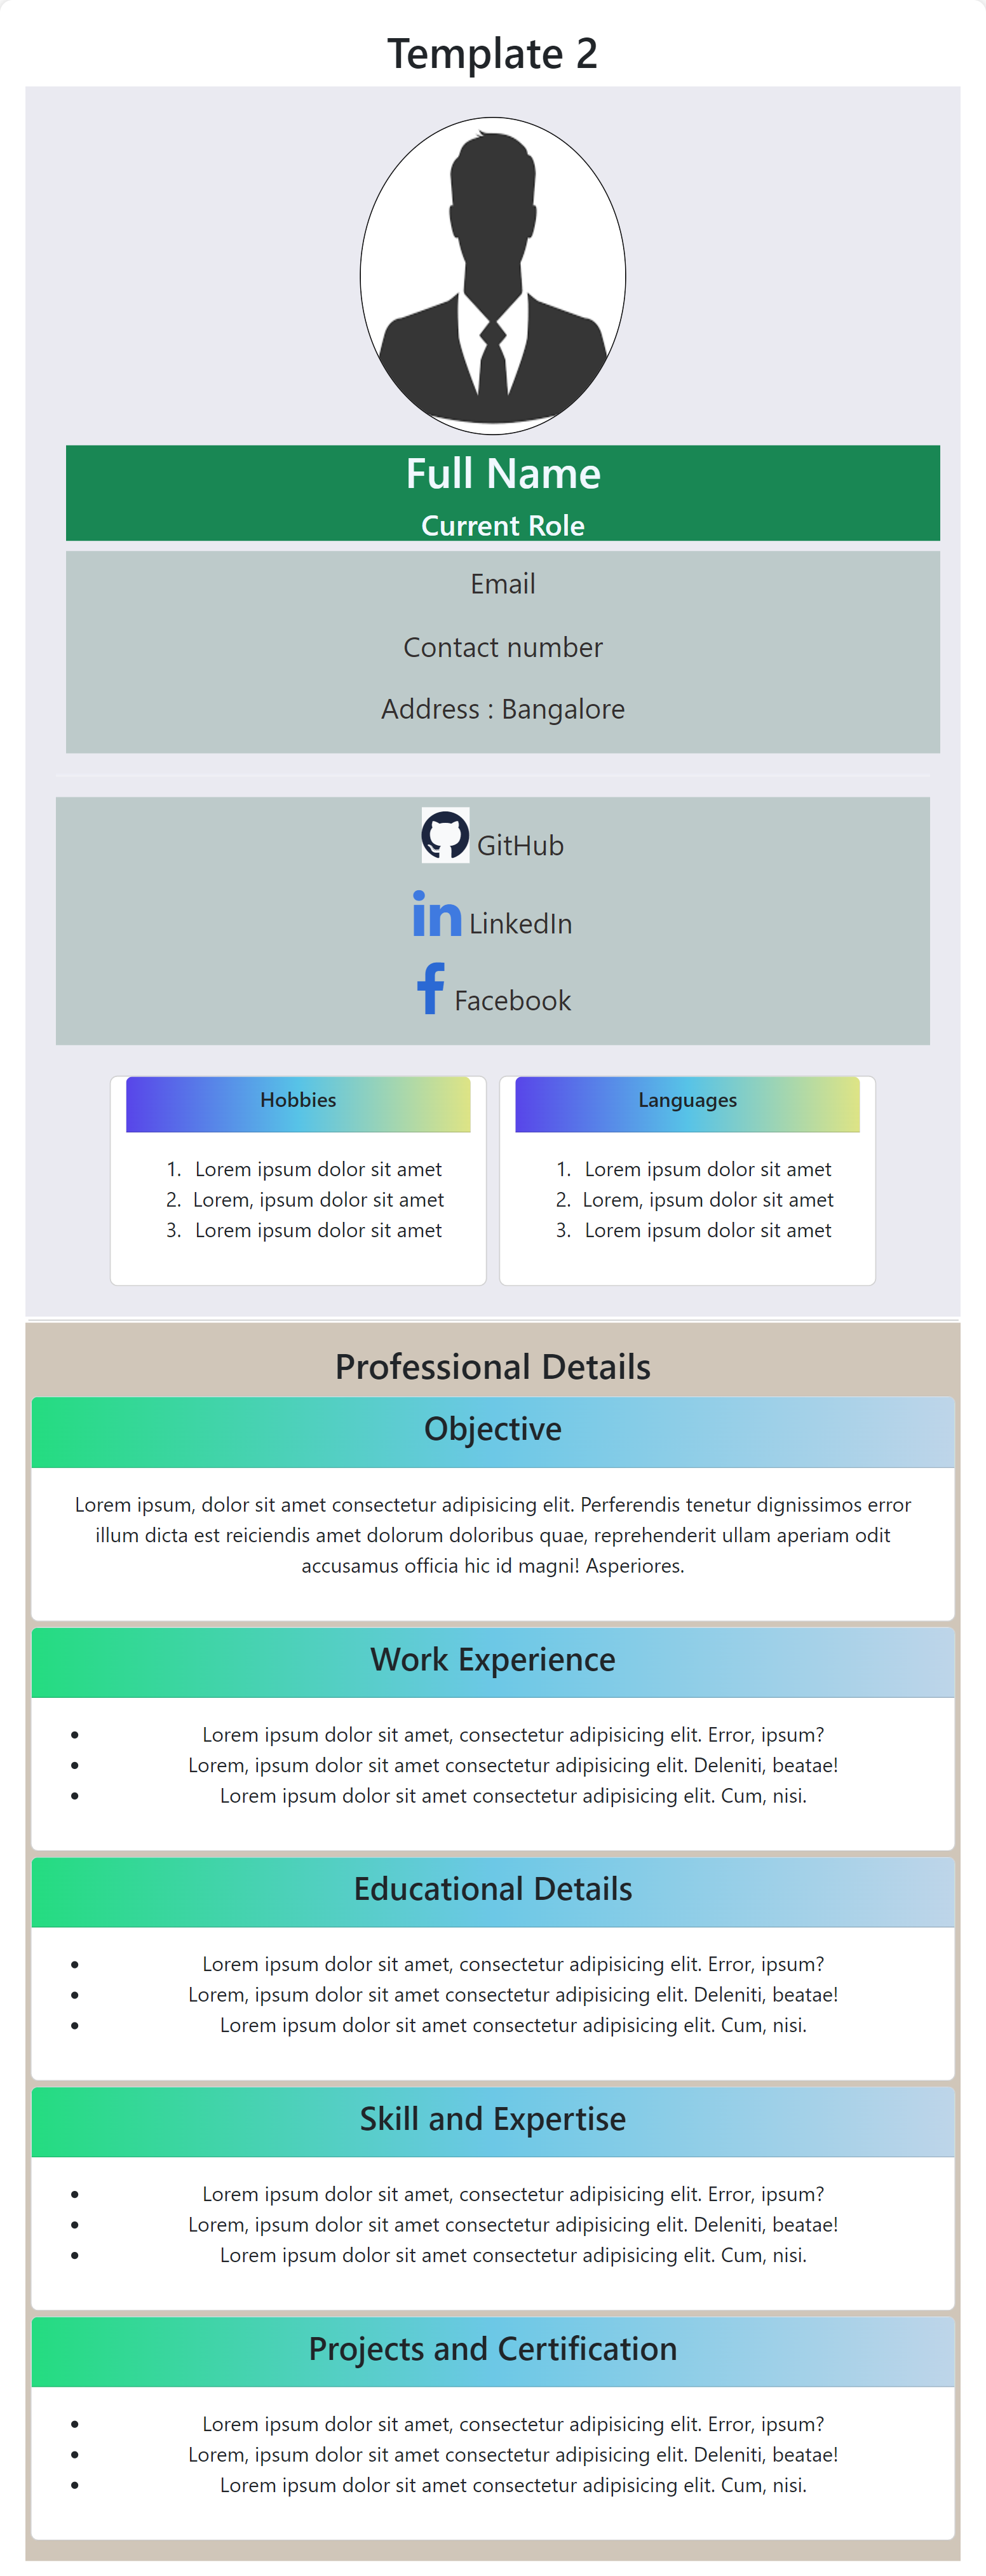 Template 2
Full Name
Current Role
Email
Contact number
Address : Bangalore
GitHub
in LinkedIn
f Facebook
Hobbies
1. Lorem ipsum dolor sit amet
2. Lorem, ipsum dolor sit amet
3. Lorem ipsum dolor sit amet
Languages
1. Lorem ipsum dolor sit amet
2. Lorem, ipsum dolor sit amet
3. Lorem ipsum dolor sit amet
Professional Details
Objective
Lorem ipsum, dolor sit amet consectetur adipisicing elit. Perferendis tenetur dignissimos error
illum dicta est reiciendis amet dolorum doloribus quae, reprehenderit ullam aperiam odit
accusamus officia hic id magni! Asperiores.
Work Experience
• Lorem ipsum dolor sit amet, consectetur adipisicing elit. Error, ipsum?
• Lorem, ipsum dolor sit amet consectetur adipisicing elit. Deleniti, beatae!
• Lorem ipsum dolor sit amet consectetur adipisicing elit. Cum, nisi.
Educational Details
• Lorem ipsum dolor sit amet, consectetur adipisicing elit. Error, ipsum?
• Lorem, ipsum dolor sit amet consectetur adipisicing elit. Deleniti, beatae!
• Lorem ipsum dolor sit amet consectetur adipisicing elit. Cum, nisi.
Skill and Expertise
• Lorem ipsum dolor sit amet, consectetur adipisicing elit. Error, ipsum?
• Lorem, ipsum dolor sit amet consectetur adipisicing elit. Deleniti, beatae!
• Lorem ipsum dolor sit amet consectetur adipisicing elit. Cum, nisi.
Projects and Certification
• Lorem ipsum dolor sit amet, consectetur adipisicing elit. Error, ipsum?
• Lorem, ipsum dolor sit amet consectetur adipisicing elit. Deleniti, beatae!
• Lorem ipsum dolor sit amet consectetur adipisicing elit. Cum, nisi.